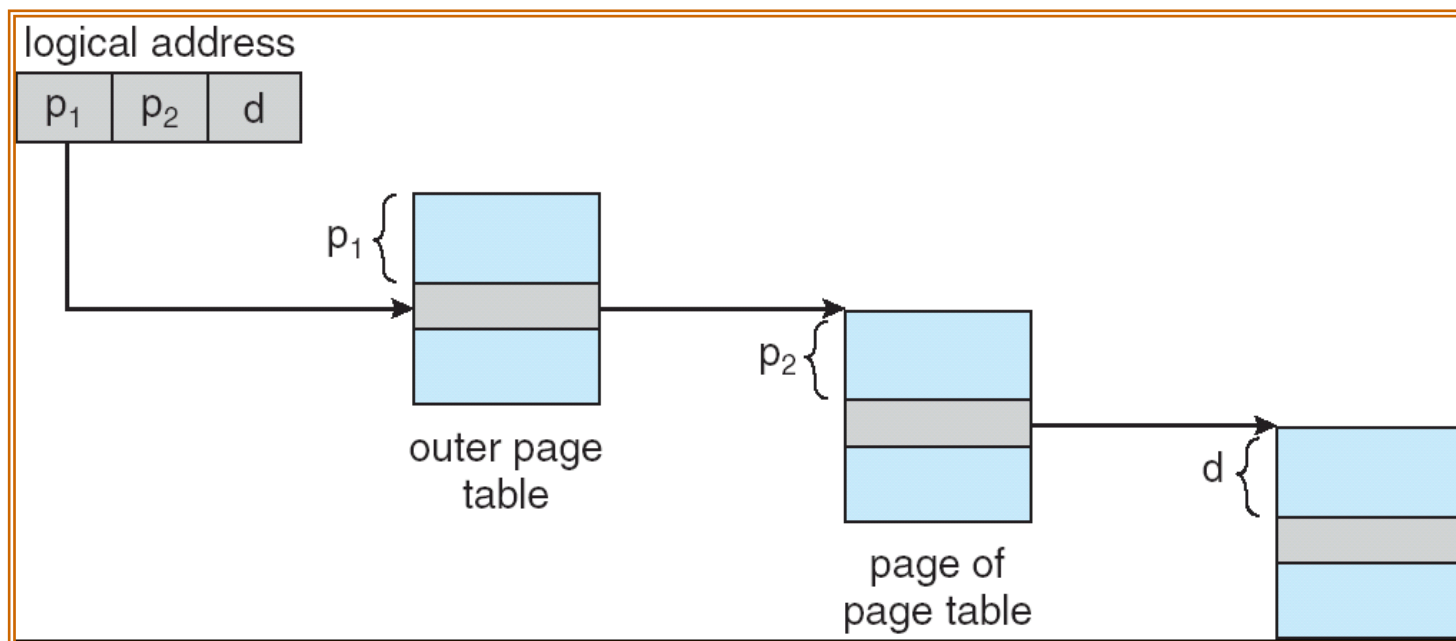 logical address
p₁ p₂ d
p₁
outer page
table
p₂
page of
page table
d